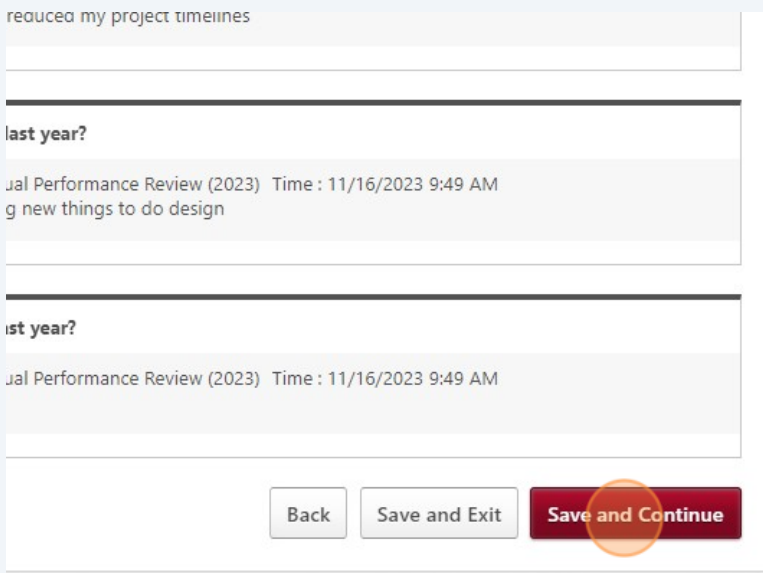 reduced my project timelines
last year?
ual Performance Review (2023) Time : 11/16/2023 9:49 AM
g new things to do design
ast year?
ual Performance Review (2023) Time : 11/16/2023 9:49 AM
Back Save and Exit Save and Continue